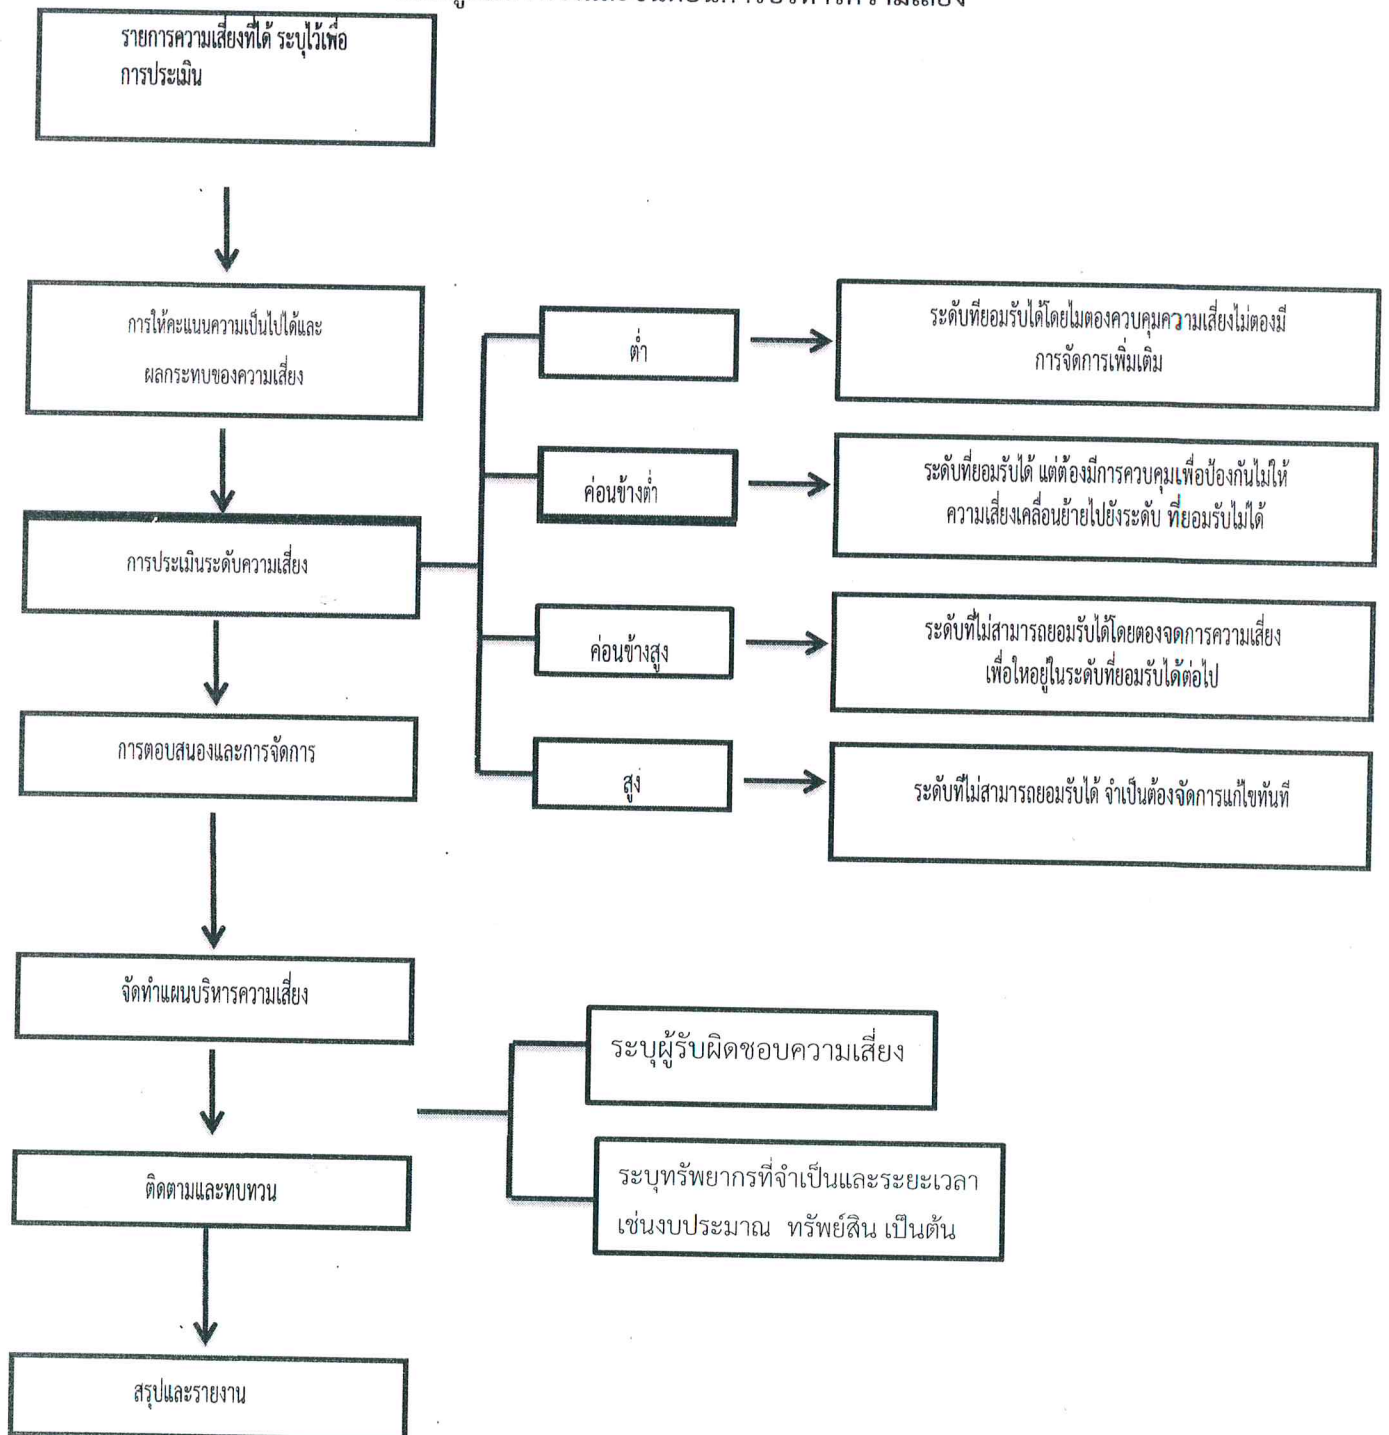 รายการความเสี่ยงที่ได้ ระบุไว้เพื่อ
การประเมิน
การให้คะแนนความเป็นไปได้และ
ผลกระทบของความเสี่ยง
การประเมินระดับความเสี่ยง
การตอบสนองและการจัดการ
จัดทำแผนบริหารความเสี่ยง
ติดตามและทบทวน
สรุปและรายงาน
ต่ำ
ระดับที่ยอมรับได้โดยไมตองควบคุมความเสี่ยงไม่ตองมี
การจัดการเพิ่มเติม
ค่อนข้างต่ำ
ระดับที่ยอมรับได้ แต่ต้องมีการควบคุมเพื่อป้องกันไม่ให้
ความเสี่ยงเคลื่อนย้ายไปยังระดับ ที่ยอมรับไม่ได้
ค่อนข้างสูง
ระดับที่ไม่สามารถยอมรับได้โดยตองจดการความเสี่ยง
เพื่อใหอยู่ในระดับที่ยอมรับได้ต่อไป
สูง
ระดับที่ไม่สามารถยอมรับได้ จำเป็นต้องจัดการแก้ไขทันที
ระบุผู้รับผิดชอบความเสี่ยง
ระบุทรัพยากรที่จำเป็นและระยะเวลา
เช่นงบประมาณ ทรัพย์สิน เป็นต้น